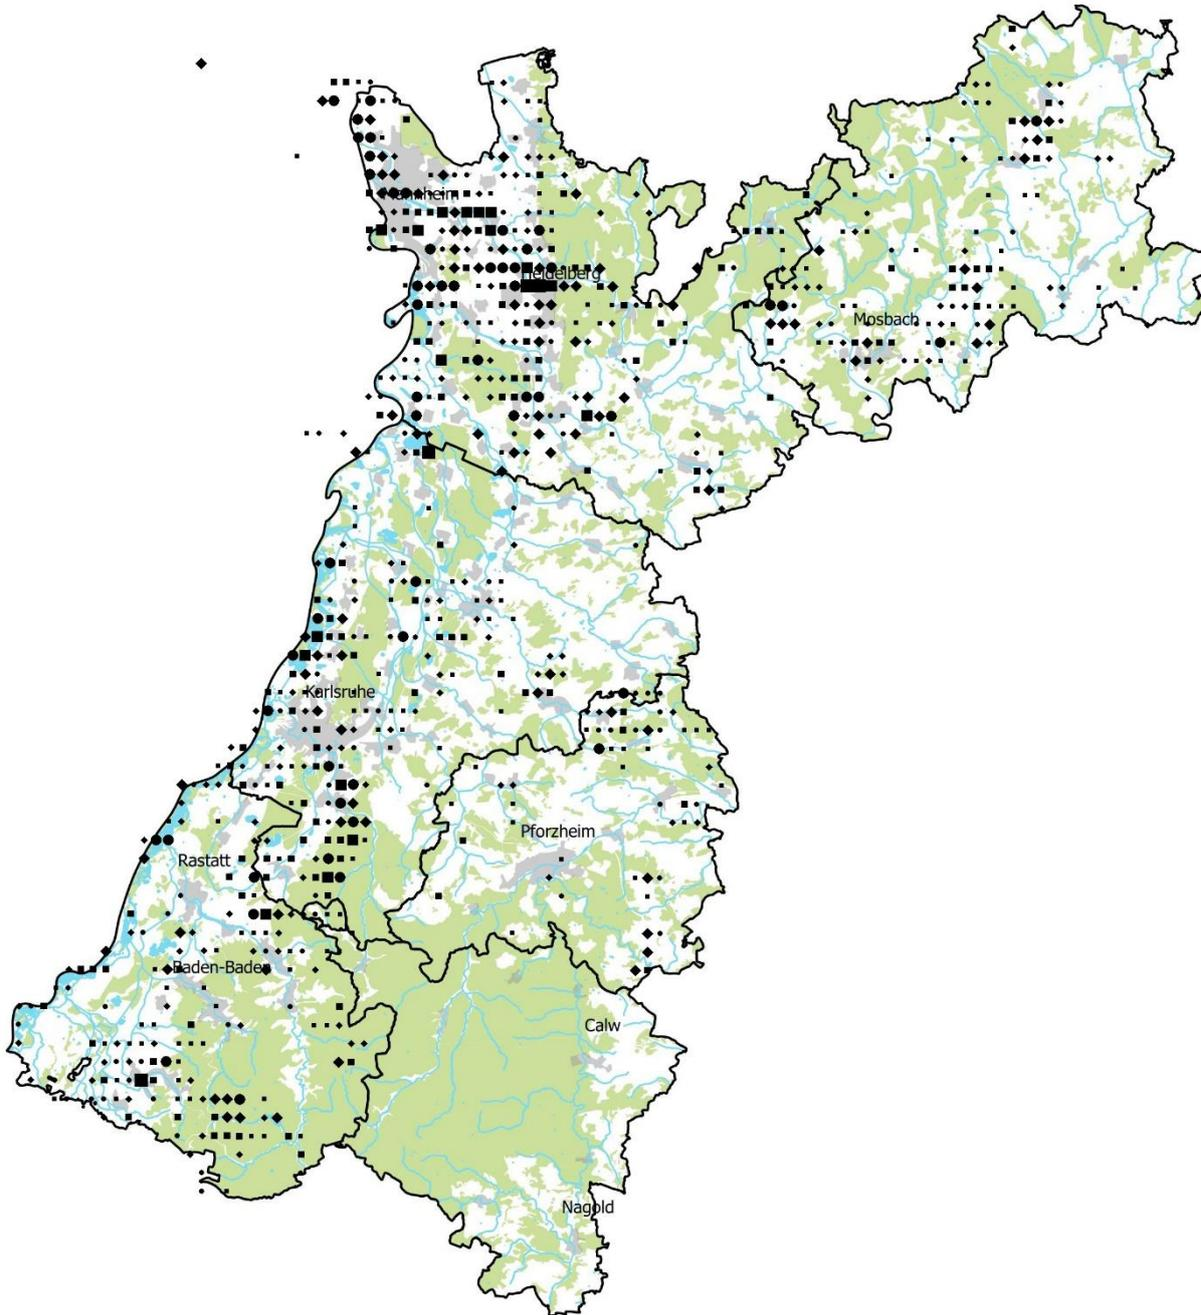 Mannheim
Heidelberg
Mosbach
Karlsruhe
Pforzheim
Rastatt
Baden-Baden
Calw
Nagold